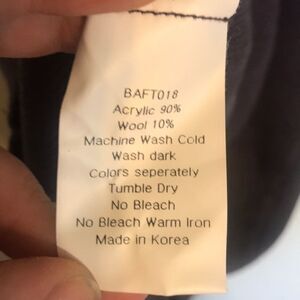 BAFT018
Acrylic 90%
Wool 10%
Machine Wash Cold
Wash dark
Colors seperately
Tumble Dry
No Bleach
No Bleach Warm Iron
Made in Korea